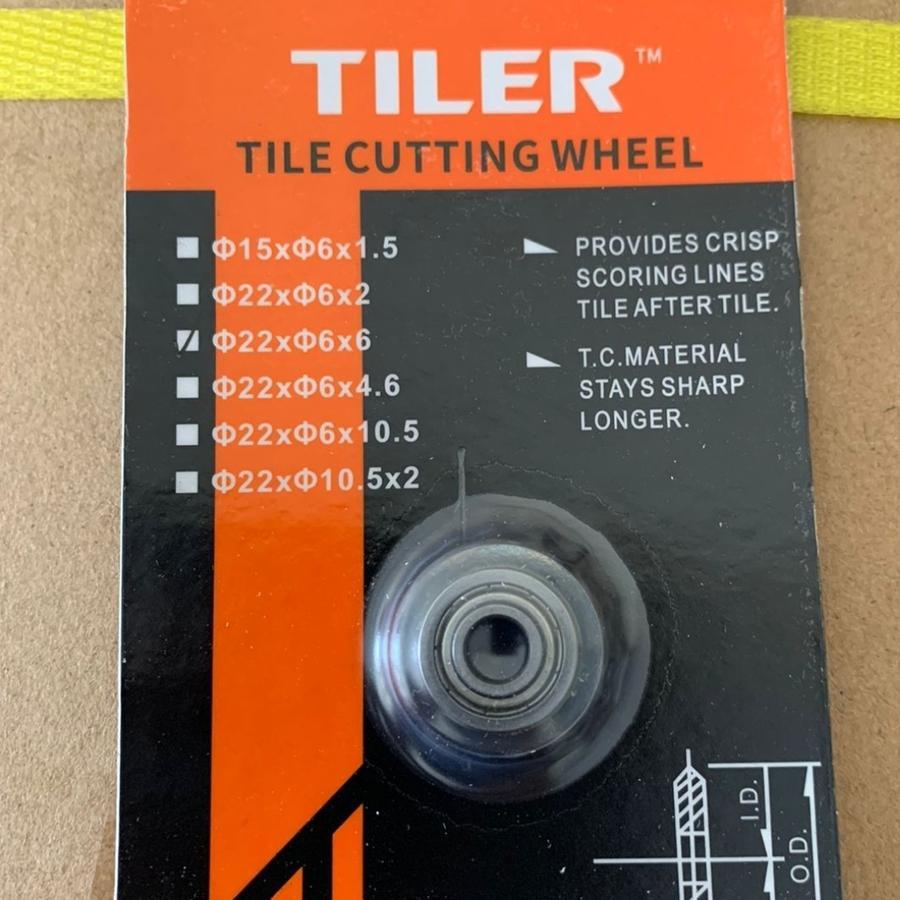 TILER™
TILE CUTTING WHEEL
Φ15xΦ6x1.5
Φ22xΦ6x2
Φ22xΦ6x6
Φ22xΦ6x4.6
Φ22xΦ6x10.5
Φ22xΦ10.5x2
PROVIDES CRISP
SCORING LINES
TILE AFTER TILE.
T.C.MATERIAL
STAYS SHARP
LONGER.
I.D.
O.D.